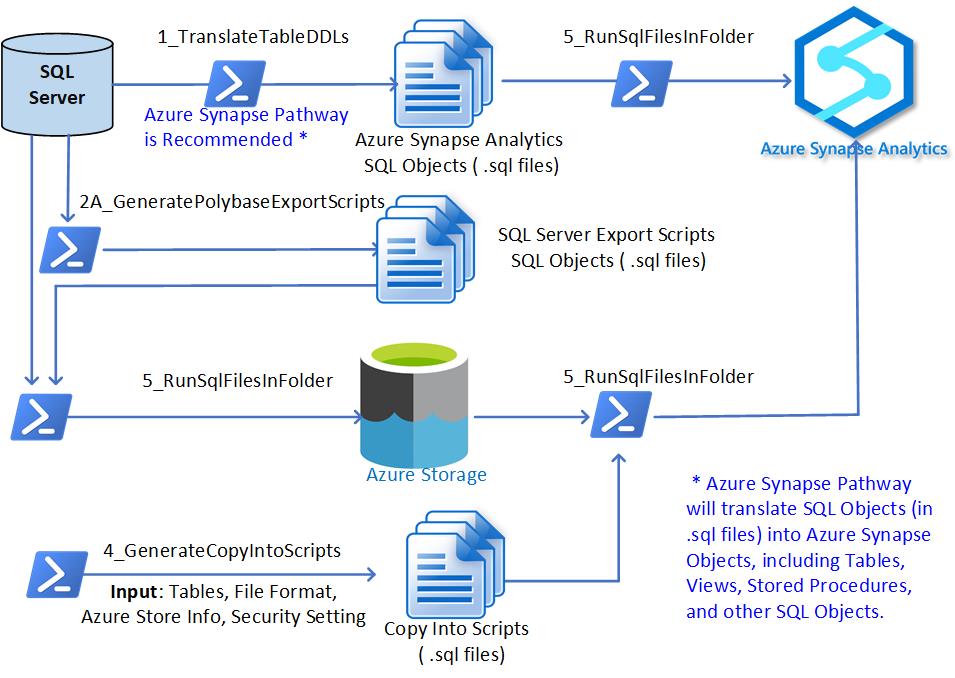 SQL
Server
1_TranslateTableDDLs
5_RunSqlFilesInFolder
Azure Synapse Pathway
is Recommended *
Azure Synapse Analytics
SQL Objects ( .sql files)
Azure Synapse Analytics
2A_GeneratePolybaseExportScripts
SQL Server Export Scripts
SQL Objects ( .sql files)
5_RunSqlFilesInFolder
5_RunSqlFilesInFolder
Azure Storage
* Azure Synapse Pathway
will translate SQL Objects (in
.sql files) into Azure Synapse
Objects, including Tables,
Views, Stored Procedures,
and other SQL Objects.
4_GenerateCopyIntoScripts
Input: Tables, File Format,
Azure Store Info, Security Setting
Copy Into Scripts
( .sql files)